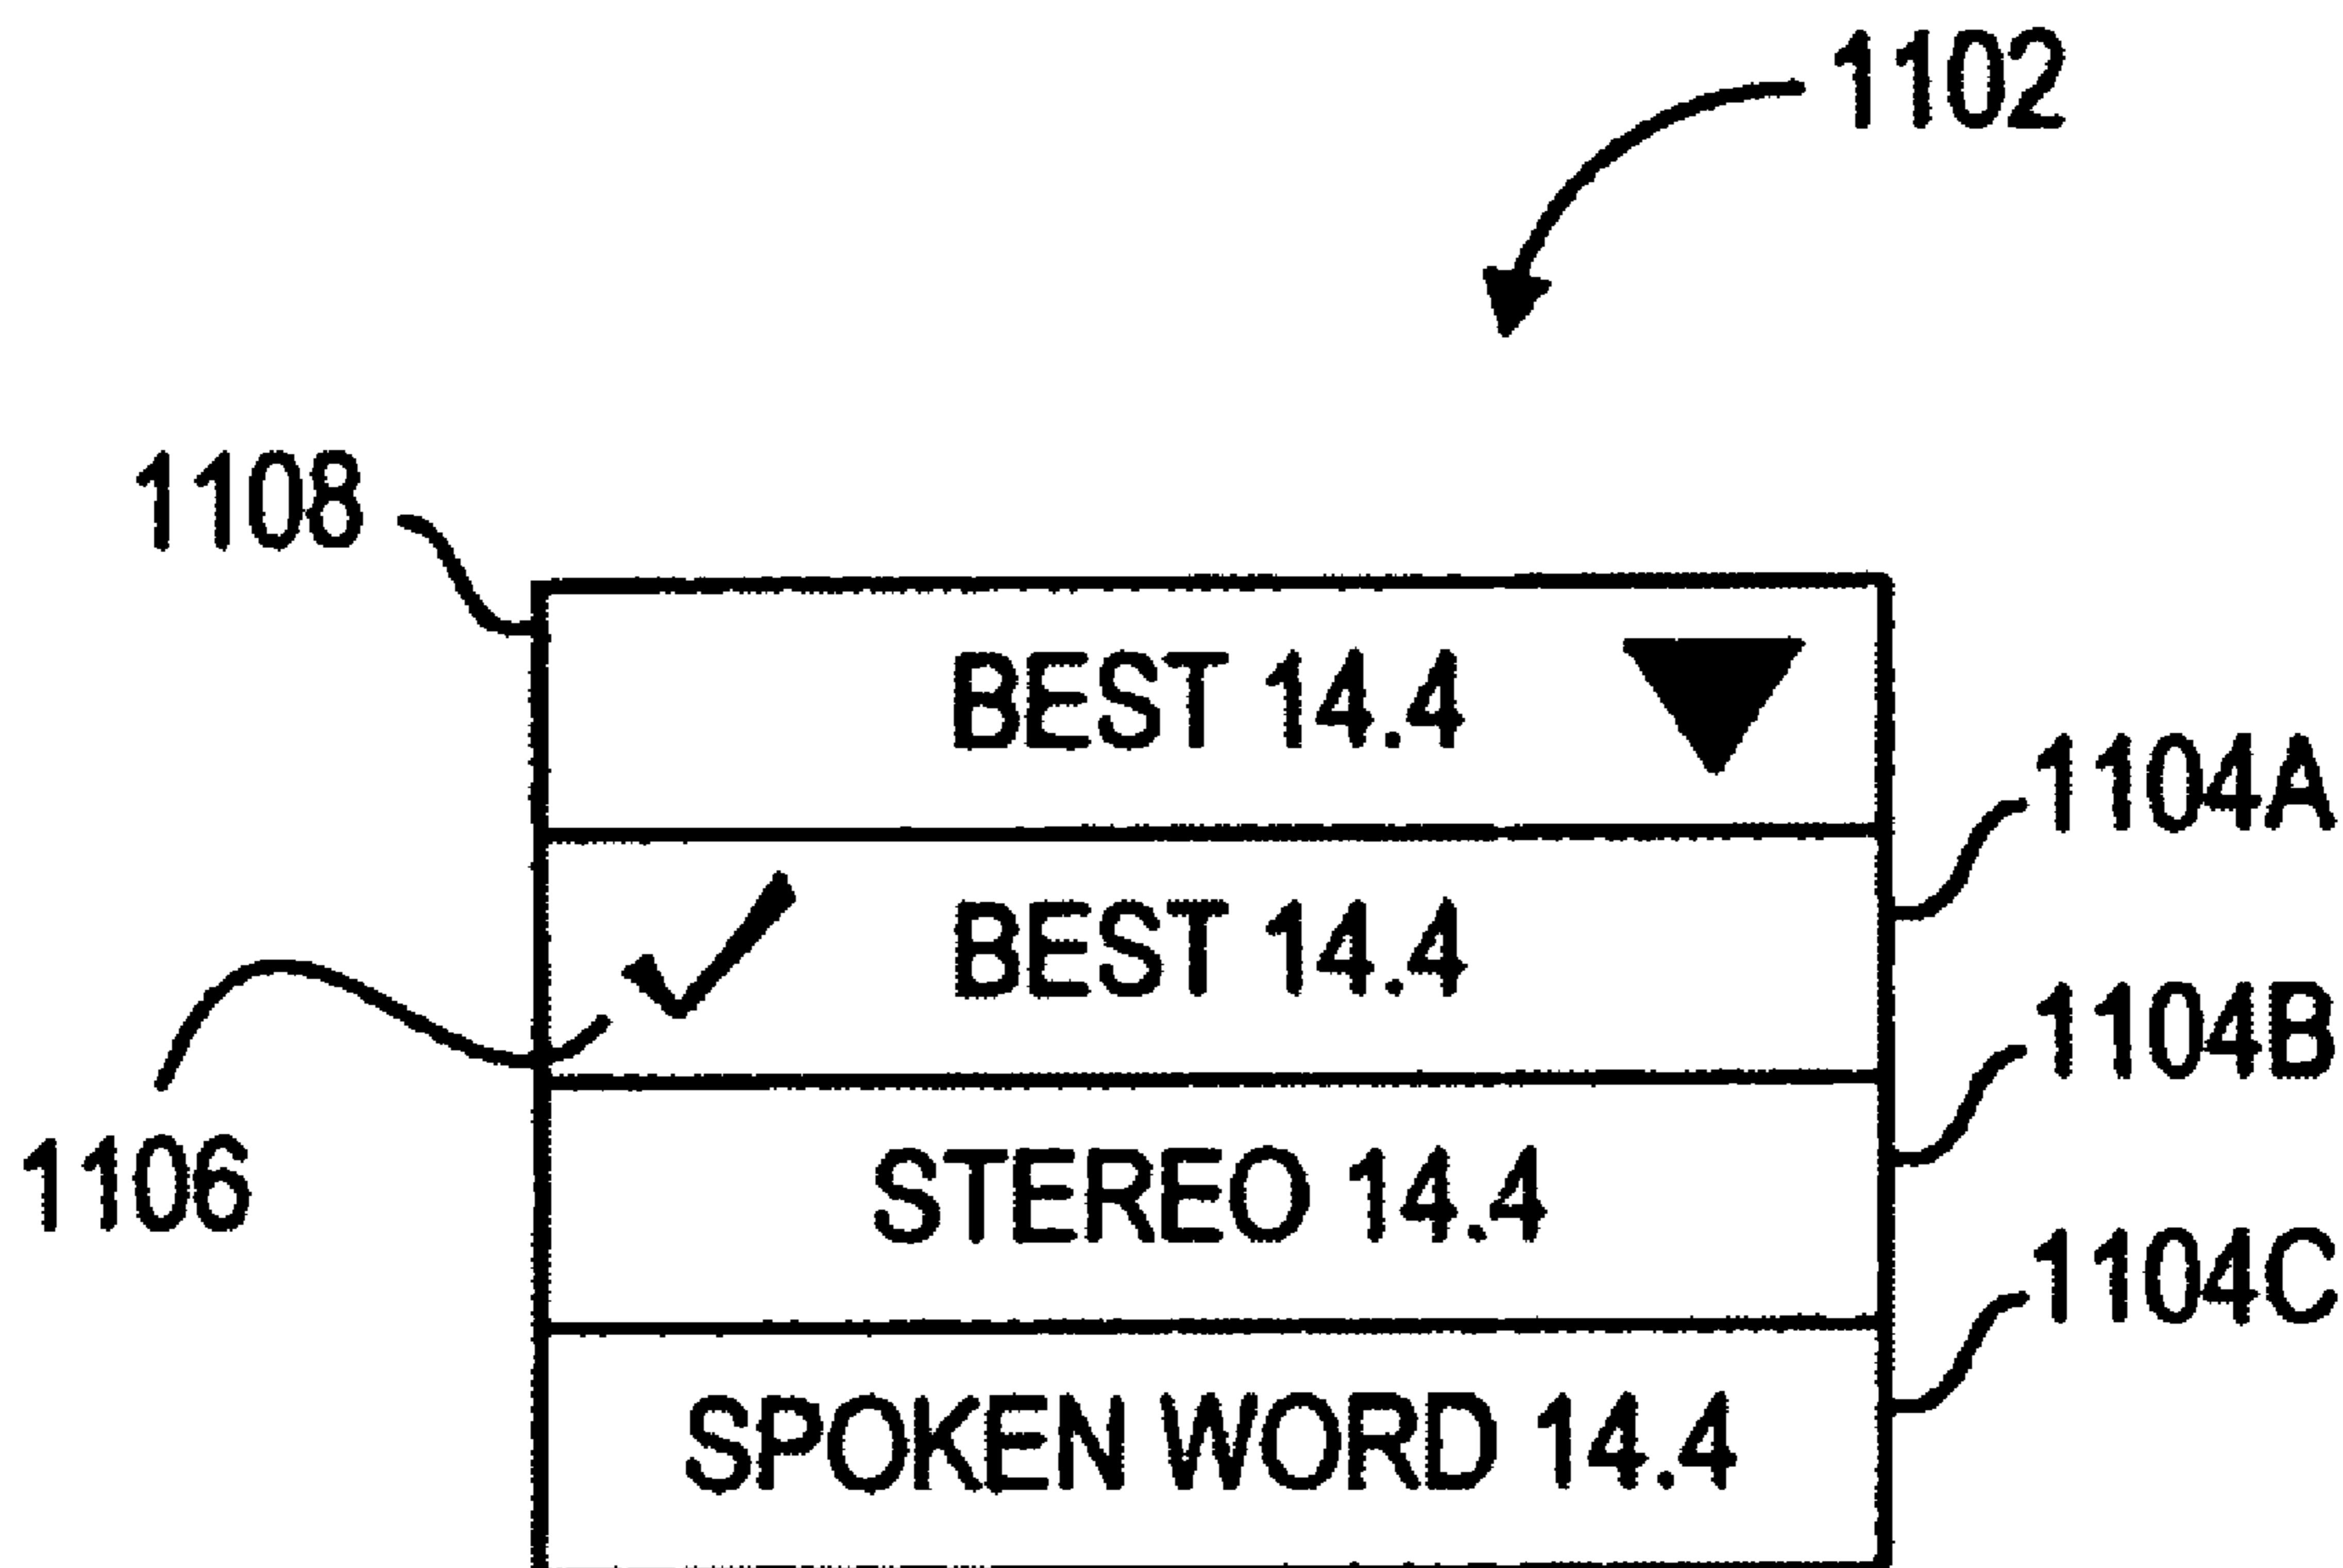 1102
1108
BEST 14.4
1104A
BEST 14.4
1104B
1106
STEREO 14.4
1104C
SPOKEN WORD 14.4